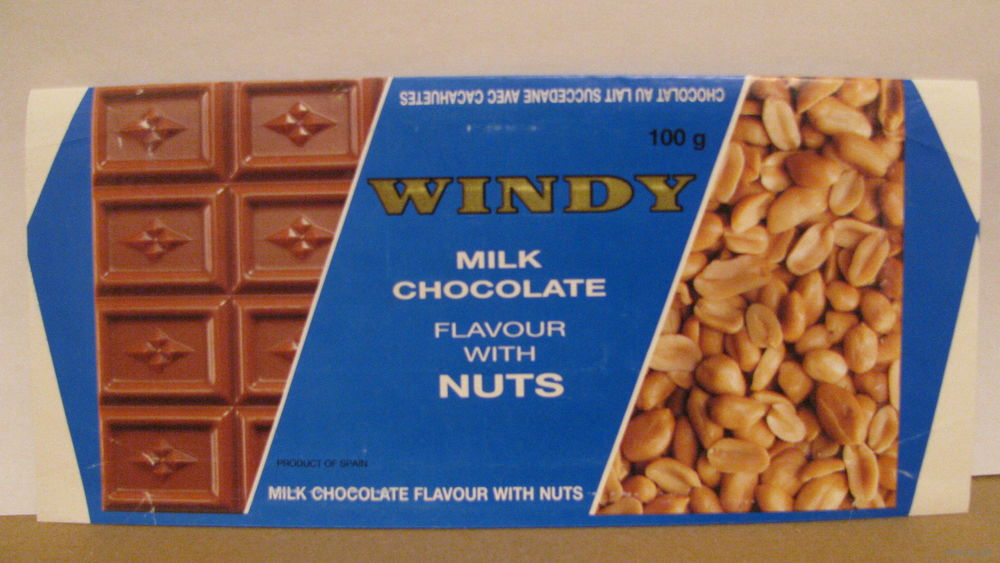 CHOCOLAT AU LAIT SUCCEDANE AVEC CACAHUETES
100 g
WINDY
MILK
CHOCOLATE
FLAVOUR
WITH
NUTS
PRODUCT OF SPAIN
MILK CHOCOLATE FLAVOUR WITH NUTS